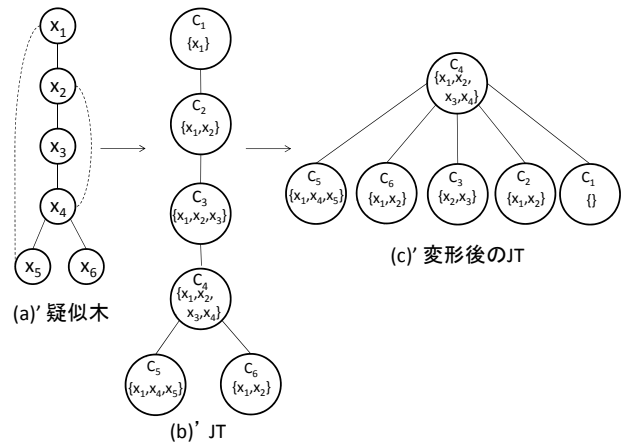 x1
x2
x3
x4
x5
x6
(a)' 疑似木
C1
{x1}
C2
{x1,x2}
C3
{x1,x2,x3}
C4
{x1,x2,
x3,x4}
C5
{x1,x4,x5}
C6
{x1,x2}
(b)' JT
C4
{x1,x2,
x3,x4}
C5
{x1,x4,x5}
C6
{x1,x2}
C3
{x2,x3}
C2
{x1,x2}
C1
{}
(c)' 変形後のJT